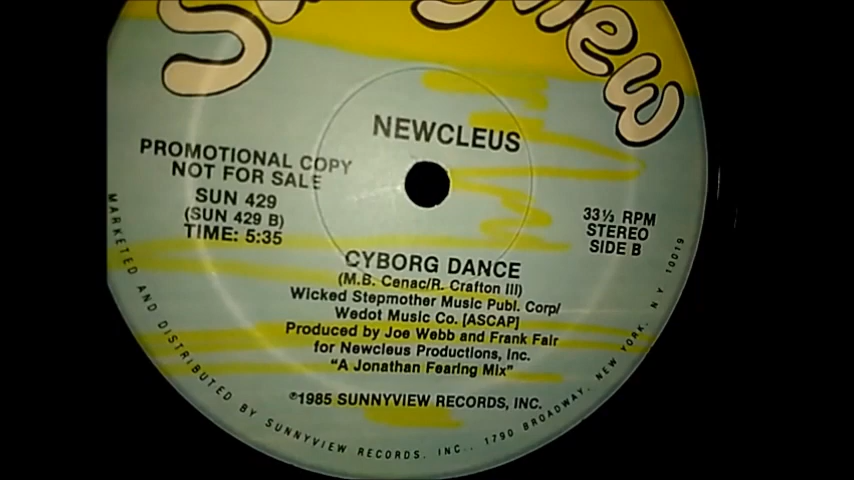 Sunnyview
NEWCLEUS
PROMOTIONAL COPY
NOT FOR SALE
SUN 429
(SUN 429 B)
TIME: 5:35
33⅓ RPM
STEREO
SIDE B
CYBORG DANCE
(M.B. Cenac/R. Crafton III)
Wicked Stepmother Music Publ. Corp/
Wedot Music Co. [ASCAP]
Produced by Joe Webb and Frank Fair
for Newcleus Productions, Inc.
"A Jonathan Fearing Mix"
℗1985 SUNNYVIEW RECORDS, INC.
MARKETED AND DISTRIBUTED BY SUNNYVIEW RECORDS, INC., 1790 BROADWAY, NEW YORK, N Y 10019